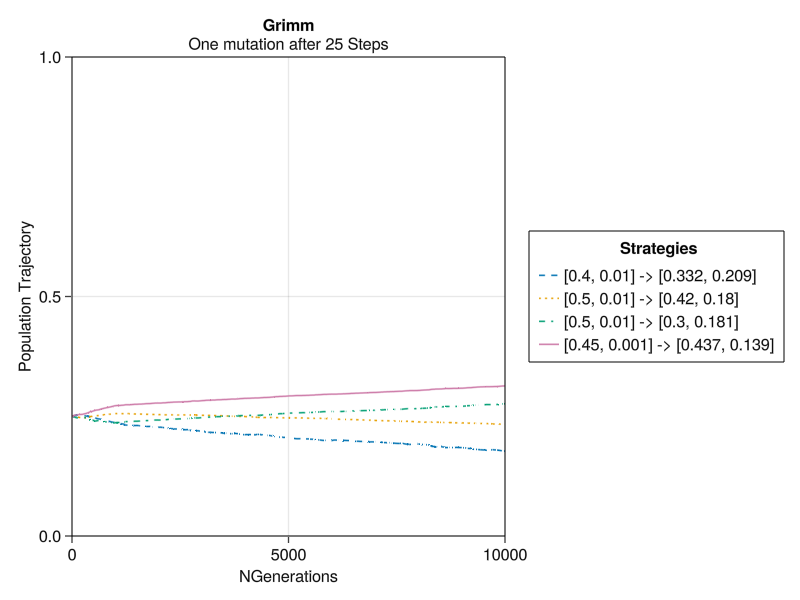 Grimm
One mutation after 25 Steps
1.0
0.5
0.0
Population Trajectory
0
5000
10000
NGenerations
Strategies
[0.4, 0.01] -> [0.332, 0.209]
[0.5, 0.01] -> [0.42, 0.18]
[0.5, 0.01] -> [0.3, 0.181]
[0.45, 0.001] -> [0.437, 0.139]